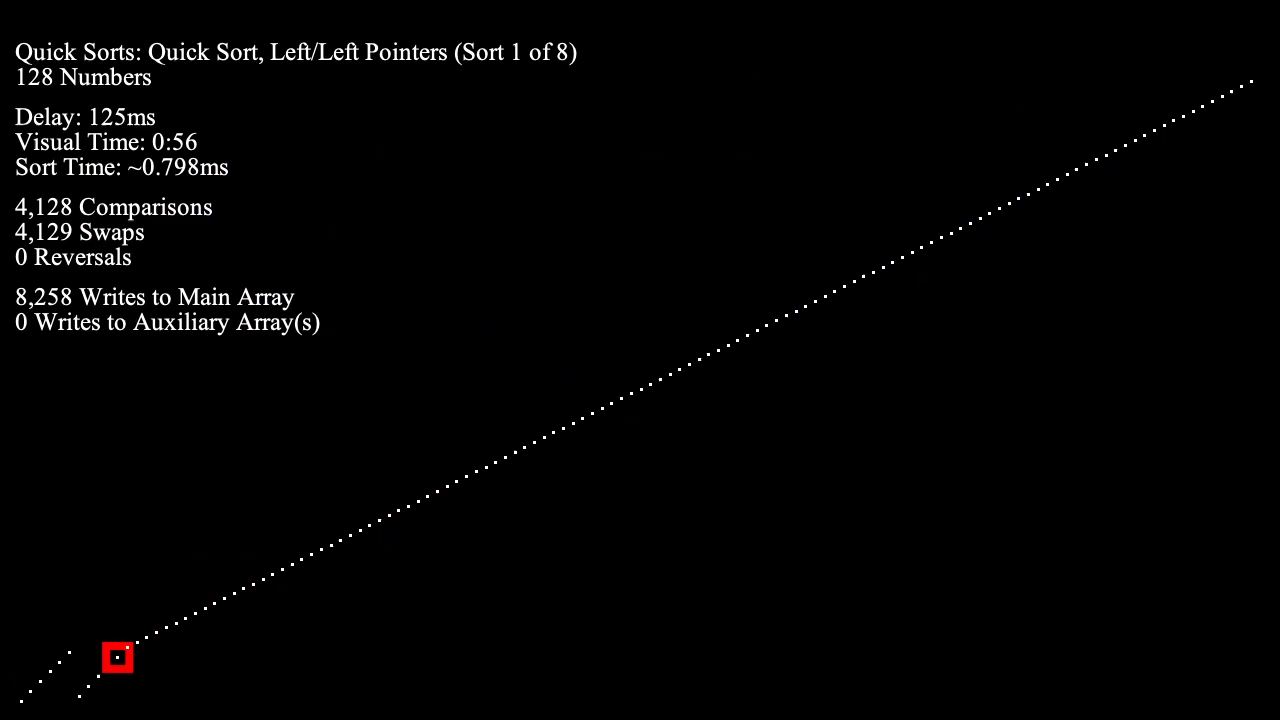 Quick Sorts: Quick Sort, Left/Left Pointers (Sort 1 of 8)
128 Numbers
Delay: 125ms
Visual Time: 0:56
Sort Time: ~0.798ms
4,128 Comparisons
4,129 Swaps
0 Reversals
8,258 Writes to Main Array
0 Writes to Auxiliary Array(s)